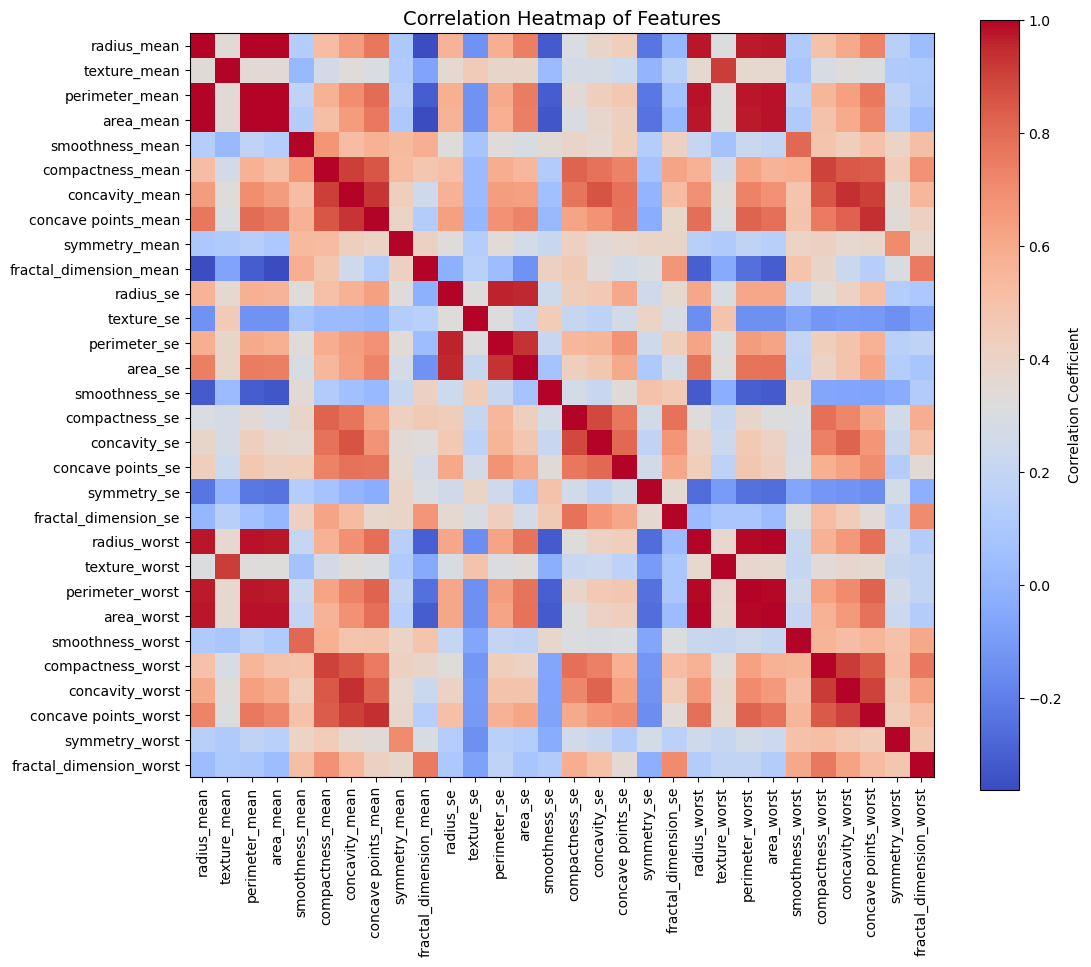 Correlation Heatmap of Features
radius_mean
texture_mean
perimeter_mean
area_mean
smoothness_mean
compactness_mean
concavity_mean
concave points_mean
symmetry_mean
fractal_dimension_mean
radius_se
texture_se
perimeter_se
area_se
smoothness_se
compactness_se
concavity_se
concave points_se
symmetry_se
fractal_dimension_se
radius_worst
texture_worst
perimeter_worst
area_worst
smoothness_worst
compactness_worst
concavity_worst
concave points_worst
symmetry_worst
fractal_dimension_worst
radius_mean
texture_mean
perimeter_mean
area_mean
smoothness_mean
compactness_mean
concavity_mean
concave points_mean
symmetry_mean
fractal_dimension_mean
radius_se
texture_se
perimeter_se
area_se
smoothness_se
compactness_se
concavity_se
concave points_se
symmetry_se
fractal_dimension_se
radius_worst
texture_worst
perimeter_worst
area_worst
smoothness_worst
compactness_worst
concavity_worst
concave points_worst
symmetry_worst
fractal_dimension_worst
1.0
0.8
0.6
0.4
0.2
0.0
−0.2
Correlation Coefficient